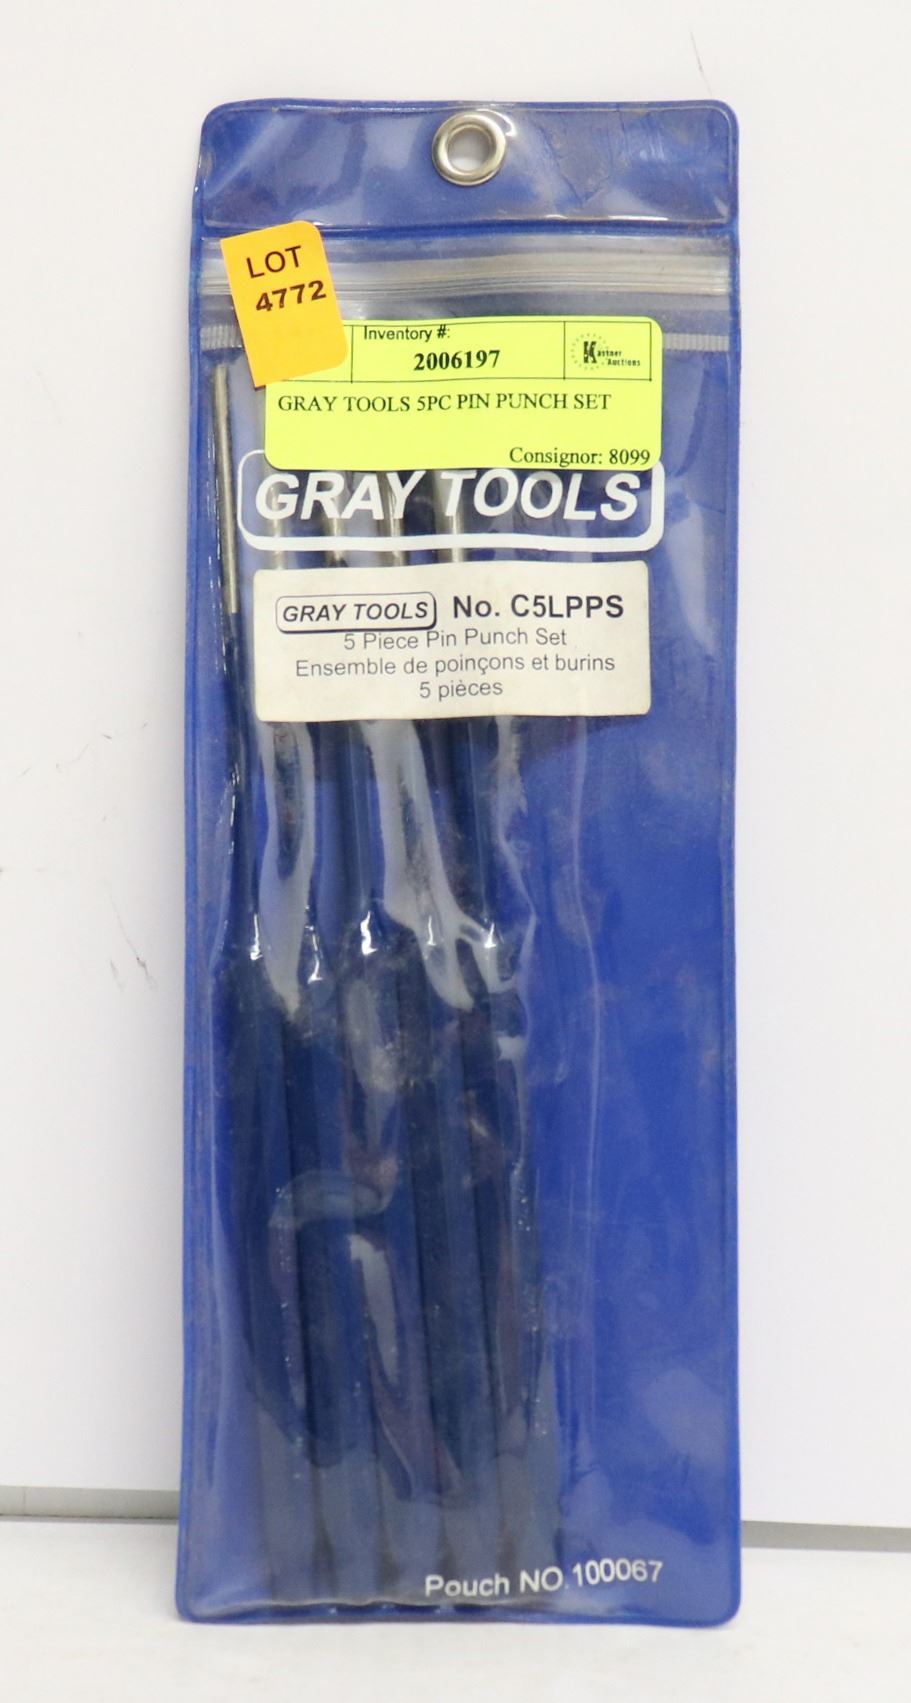 LOT
4772
Inventory #:
2006197
Kastner
Auctions
GRAY TOOLS 5PC PIN PUNCH SET
Consignor: 8099
GRAY TOOLS
GRAY TOOLS No. C5LPPS
5 Piece Pin Punch Set
Ensemble de poinçons et burins
5 pièces
Pouch NO.100067